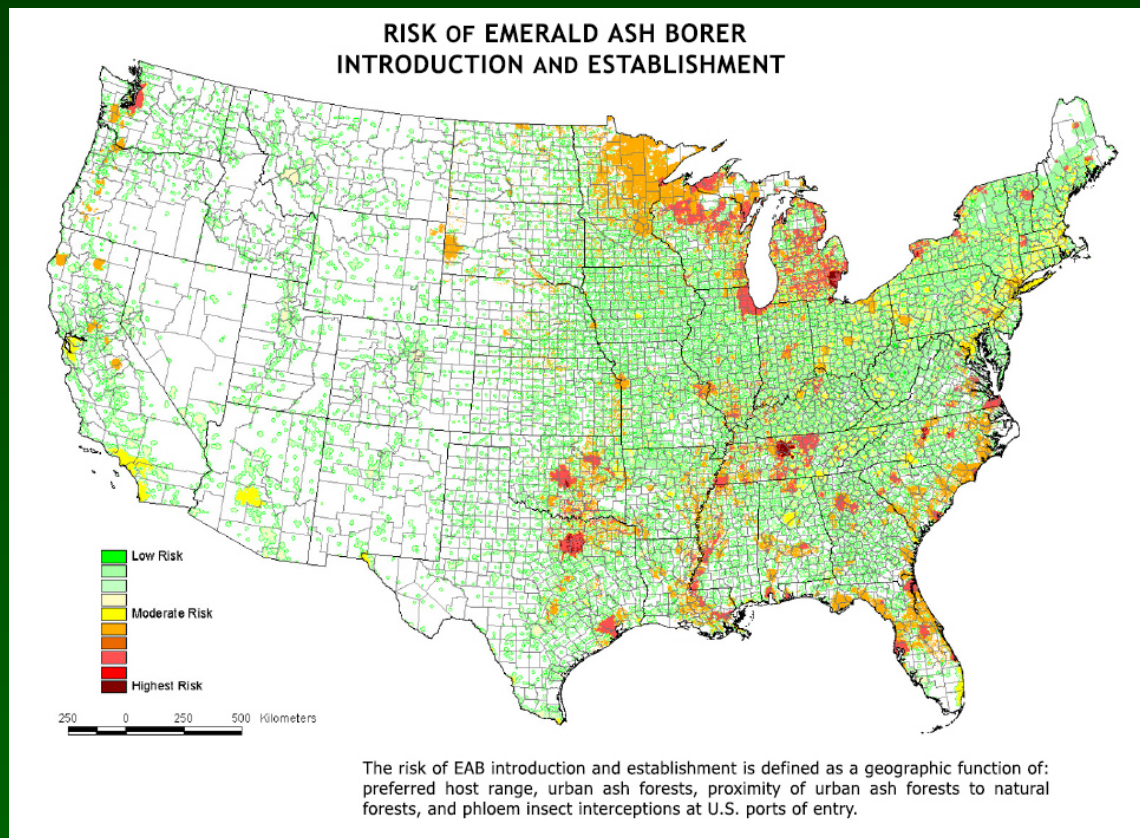 RISK OF EMERALD ASH BORER
INTRODUCTION AND ESTABLISHMENT
Low Risk
Moderate Risk
Highest Risk
250 0 250 500 Kilometers
The risk of EAB introduction and establishment is defined as a geographic function of:
preferred host range, urban ash forests, proximity of urban ash forests to natural
forests, and phloem insect interceptions at U.S. ports of entry.